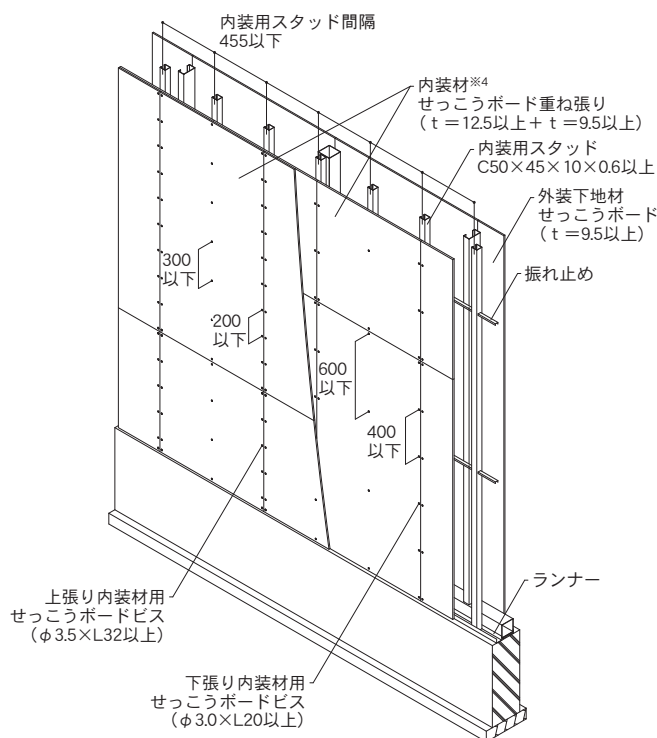 内装用スタッド間隔
455以下
内装材※4
せっこうボード重ね張り
(t=12.5以上+t=9.5以上)
内装用スタッド
C50×45×10×0.6以上
外装下地材
せっこうボード
(t=9.5以上)
振れ止め
300
以下
200
以下
600
以下
400
以下
ランナー
上張り内装材用
せっこうボードビス
(φ3.5×L32以上)
下張り内装材用
せっこうボードビス
(φ3.0×L20以上)